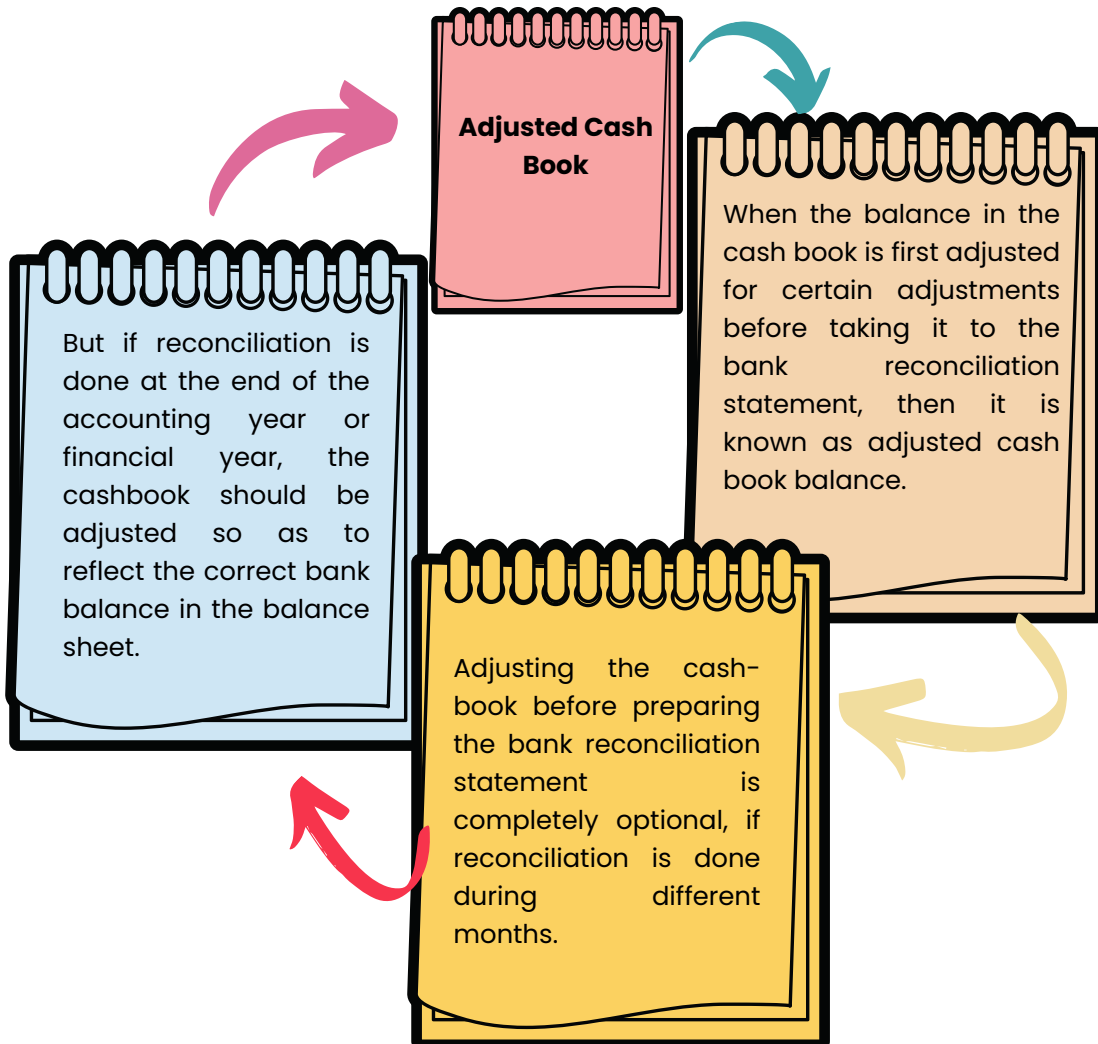 Adjusted Cash
Book
When the balance in the
cash book is first adjusted
for certain adjustments
before taking it to the
bank reconciliation
statement, then it is
known as adjusted cash
book balance.
Adjusting the cash-
book before preparing
the bank reconciliation
statement is
completely optional, if
reconciliation is done
during different
months.
But if reconciliation is
done at the end of the
accounting year or
financial year, the
cashbook should be
adjusted so as to
reflect the correct bank
balance in the balance
sheet.